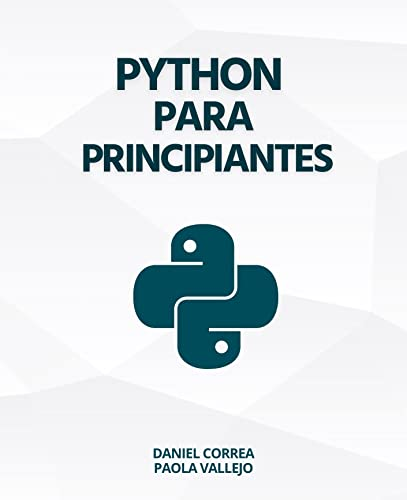 PYTHON
PARA
PRINCIPIANTES
DANIEL CORREA
PAOLA VALLEJO